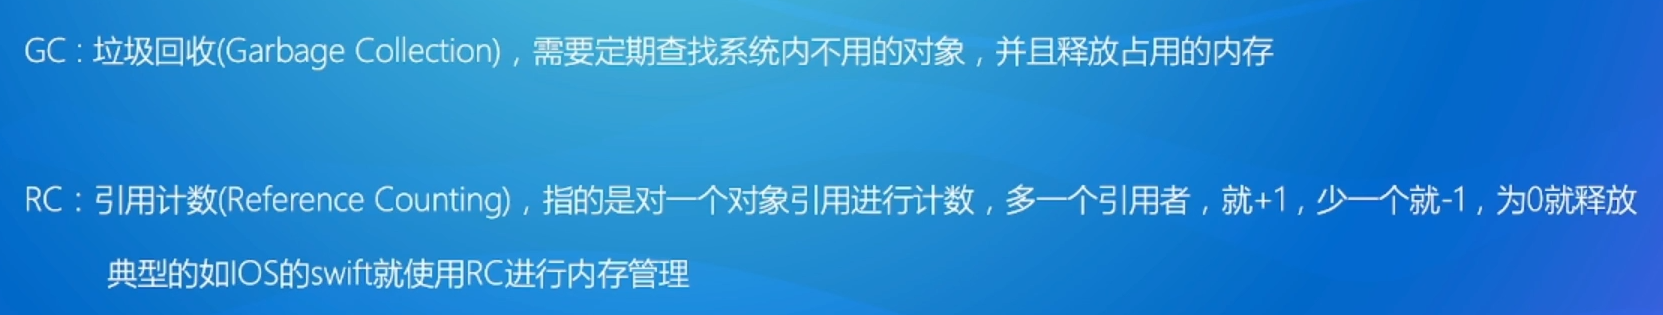 GC：垃圾回收(Garbage Collection)，需要定期查找系统内不用的对象，并且释放占用的内存
RC：引用计数(Reference Counting)，指的是对一个对象引用进行计数，多一个引用者，就+1，少一个就-1，为0就释放
典型的如IOS的swift就使用RC进行内存管理